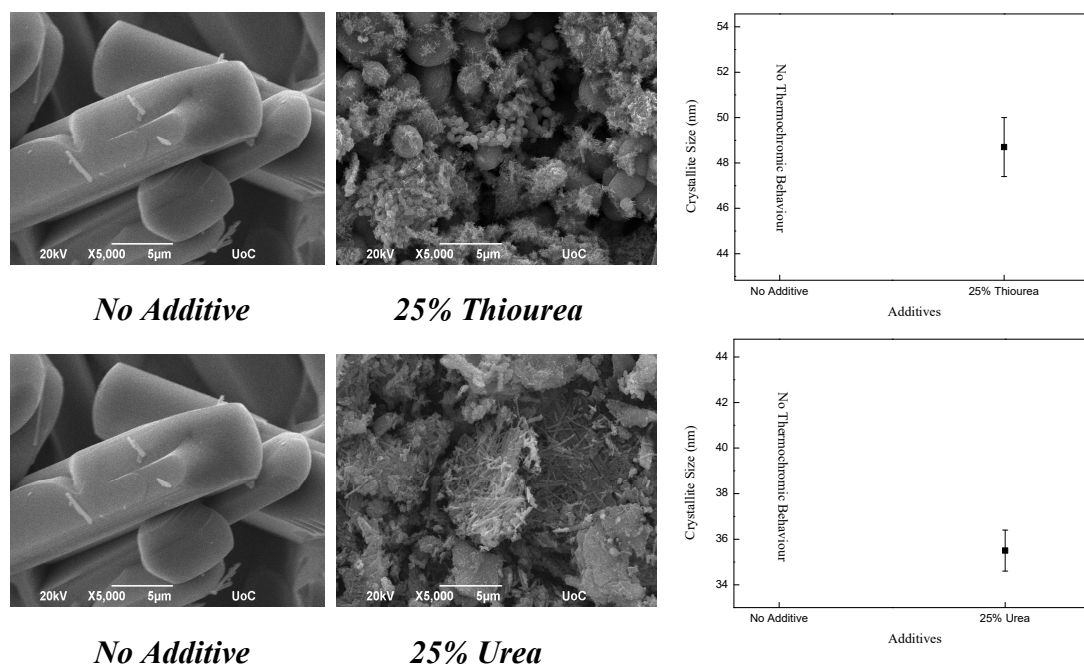 20kV X5,000 5μm UoC
20kV X5,000 5μm UoC
No Additive
25% Thiourea
54
52
50
48
46
44
Crystallite Size (nm)
No Thermochromic Behaviour
No Additive
25% Thiourea
Additives
20kV X5,000 5μm UoC
20kV X5,000 5μm UoC
No Additive
25% Urea
44
42
40
38
36
34
Crystallite Size (nm)
No Thermochromic Behaviour
No Additive
25% Urea
Additives